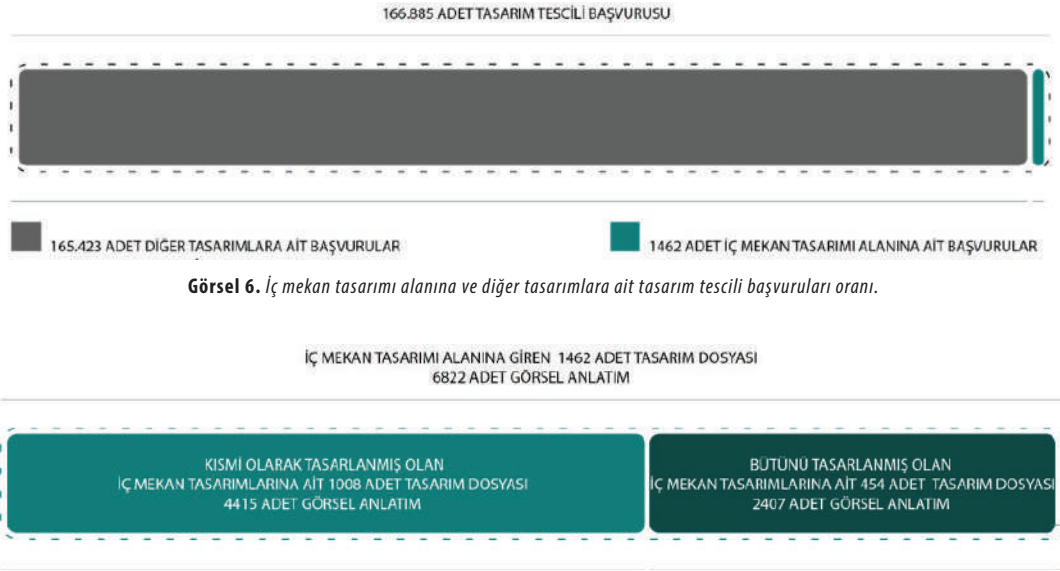 166.885 ADET TASARIM TESCİLİ BAŞVURUSU
165.423 ADET DİĞER TASARIMLARA AİT BAŞVURULAR
1462 ADET İÇ MEKAN TASARIMI ALANINA AİT BAŞVURULAR
Görsel 6. İç mekan tasarımı alanına ve diğer tasarımlara ait tasarım tescili başvuruları oranı.
İÇ MEKAN TASARIMI ALANINA GİREN 1462 ADET TASARIM DOSYASI
6822 ADET GÖRSEL ANLATIM
KISMİ OLARAK TASARLANMIŞ OLAN
İÇ MEKAN TASARIMLARINA AİT 1008 ADET TASARIM DOSYASI
4415 ADET GÖRSEL ANLATIM
BÜTÜNÜ TASARLANMIŞ OLAN
İÇ MEKAN TASARIMLARINA AİT 454 ADET TASARIM DOSYASI
2407 ADET GÖRSEL ANLATIM